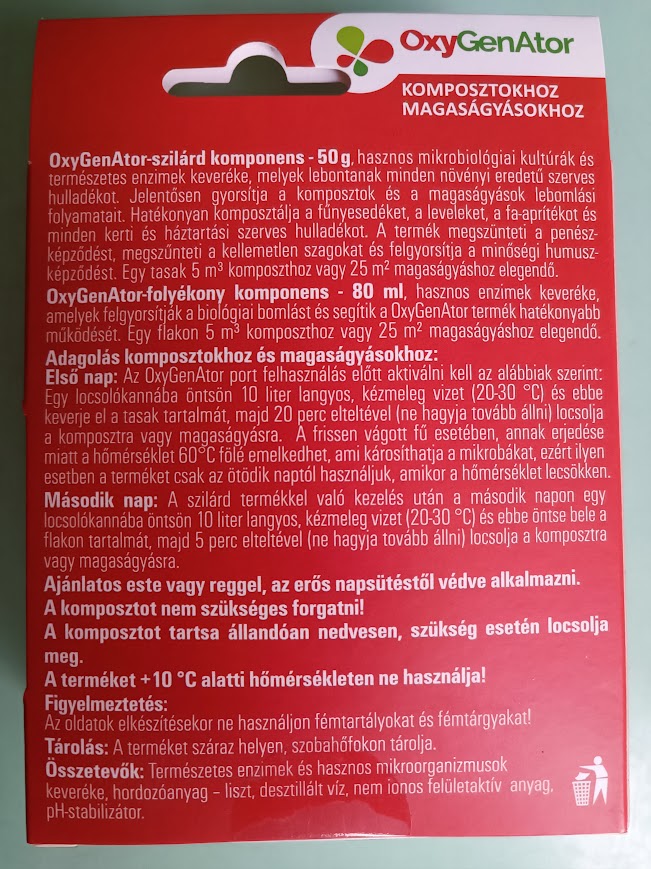 OxyGenAtor
KOMPOSZTOKHOZ
MAGASÁGYÁSOKHOZ
OxyGenAtor-szilárd komponens - 50 g, hasznos mikrobiológiai kultúrák és
természetes enzimek keveréke, melyek lebontanak minden növényi eredetű szerves
hulladékot. Jelentősen gyorsítja a komposztok és a magaságyások lebomlási
folyamatait. Hatékonyan komposztálja a fűnyesedéket, a leveleket, a fa-aprítékot és
minden kerti és háztartási szerves hulladékot. A termék megszünteti a penész-
képződést, megszünteti a kellemetlen szagokat és felgyorsítja a minőségi humusz-
képződést. Egy tasak 5 m³ komposzthoz vagy 25 m² magaságyáshoz elegendő.
OxyGenAtor-folyékony komponens - 80 ml, hasznos enzimek keveréke,
amelyek felgyorsítják a biológiai bomlást és segítik a OxyGenAtor termék hatékonyabb
működését. Egy flakon 5 m³ komposzthoz vagy 25 m² magaságyáshoz elegendő.
Adagolás komposztokhoz és magaságyásokhoz:
Első nap: Az OxyGenAtor port felhasználás előtt aktiválni kell az alábbiak szerint:
Egy locsolókannába öntsön 10 liter langyos, kézmeleg vizet (20-30 °C) és ebbe
keverje el a tasak tartalmát, majd 20 perc elteltével (ne hagyja tovább állni) locsolja
a komposztra vagy magaságyásra. A frissen vágott fű esetében, annak erjedése
miatt a hőmérséklet 60°C fölé emelkedhet, ami károsíthatja a mikrobákat, ezért ilyen
esetben a terméket csak az ötödik naptól használjuk, amikor a hőmérséklet lecsökken.
Második nap: A szilárd termékkel való kezelés után a második napon egy
locsolókannába öntsön 10 liter langyos, kézmeleg vizet (20-30 °C) és ebbe öntse bele a
flakon tartalmát, majd 5 perc elteltével (ne hagyja tovább állni) locsolja a komposztra
vagy magaságyásra.
Ajánlatos este vagy reggel, az erős napsütéstől védve alkalmazni.
A komposztot nem szükséges forgatni!
A komposztot tartsa állandóan nedvesen, szükség esetén locsolja
meg.
A terméket +10 °C alatti hőmérsékleten ne használja!
Figyelmeztetés:
Az oldatok elkészítésekor ne használjon fémtartályokat és fémtárgyakat!
Tárolás: A terméket száraz helyen, szobahőfokon tárolja.
Összetevők: Természetes enzimek és hasznos mikroorganizmusok
keveréke, hordozóanyag – liszt, desztillált víz, nem ionos felületaktív anyag,
pH-stabilizátor.